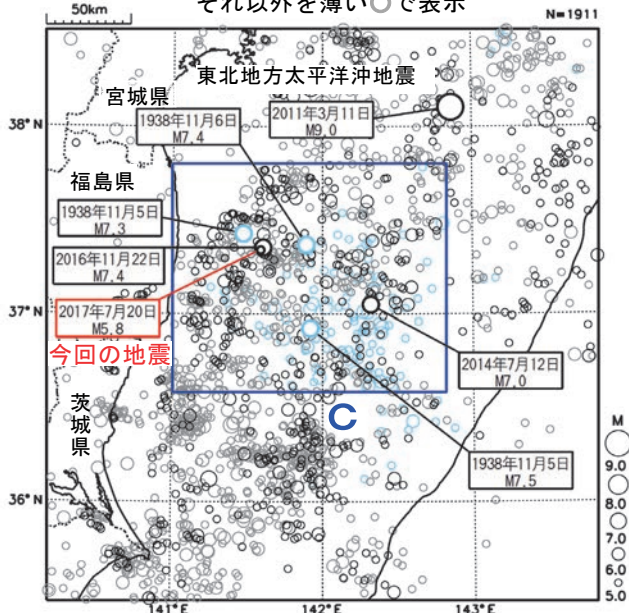 それ以外を薄い○で表示
50km
N=1911
東北地方太平洋沖地震
宮城県
1938年11月6日
M7.4
2011年3月11日
M9.0
38°N
福島県
1938年11月5日
M7.3
2016年11月22日
M7.4
37°N
2017年7月20日
M5.8
今回の地震
2014年7月12日
M7.0
茨城県
C
1938年11月5日
M7.5
36°N
M
9.0
8.0
7.0
6.0
5.0
141°E
142°E
143°E